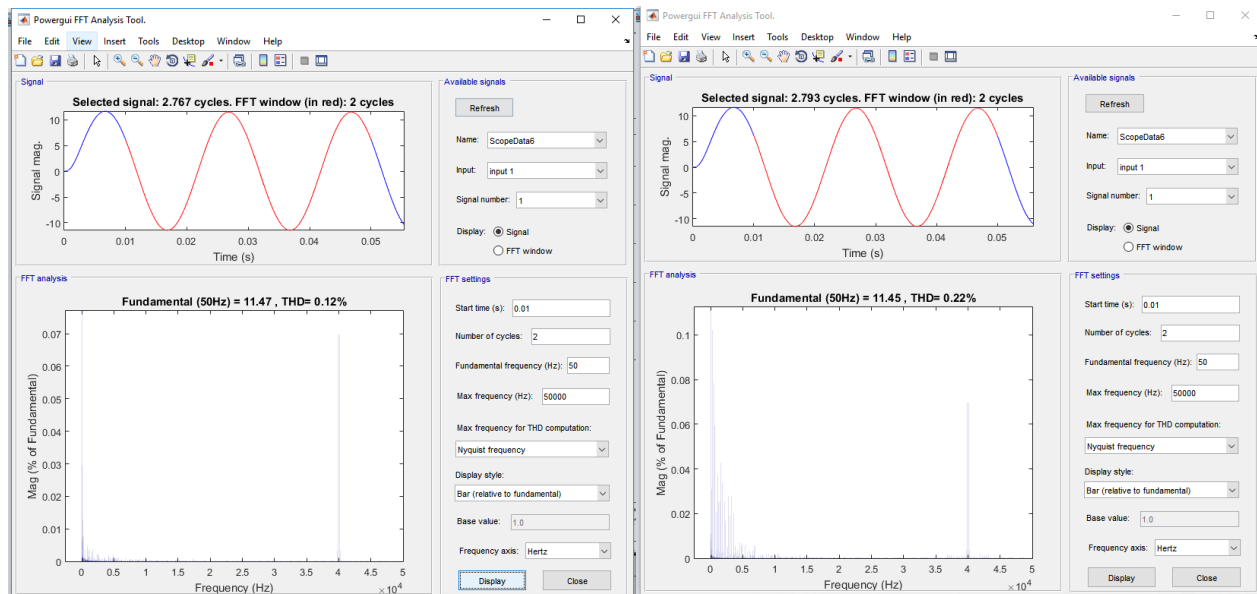 Powergui FFT Analysis Tool.
File Edit View Insert Tools Desktop Window Help
Signal
Selected signal: 2.767 cycles. FFT window (in red): 2 cycles
10
5
0
-5
-10
Signal mag.
0 0.01 0.02 0.03 0.04 0.05
Time (s)
Available signals
Refresh
Name: ScopeData6
Input: input 1
Signal number: 1
Display: Signal
FFT window
FFT analysis
Fundamental (50Hz) = 11.47 , THD= 0.12%
0.07
0.06
0.05
0.04
0.03
0.02
0.01
0
Mag (% of Fundamental)
0 0.5 1 1.5 2 2.5 3 3.5 4 4.5 5
Frequency (Hz) ×10^4
FFT settings
Start time (s): 0.01
Number of cycles: 2
Fundamental frequency (Hz): 50
Max frequency (Hz): 50000
Max frequency for THD computation:
Nyquist frequency
Display style:
Bar (relative to fundamental)
Base value: 1.0
Frequency axis: Hertz
Display Close
Powergui FFT Analysis Tool.
File Edit View Insert Tools Desktop Window Help
Signal
Selected signal: 2.793 cycles. FFT window (in red): 2 cycles
10
5
0
-5
-10
Signal mag.
0 0.01 0.02 0.03 0.04 0.05
Time (s)
Available signals
Refresh
Name: ScopeData6
Input: input 1
Signal number: 1
Display: Signal
FFT window
FFT analysis
Fundamental (50Hz) = 11.45 , THD= 0.22%
0.1
0.08
0.06
0.04
0.02
0
Mag (% of Fundamental)
0 0.5 1 1.5 2 2.5 3 3.5 4 4.5 5
Frequency (Hz) ×10^4
FFT settings
Start time (s): 0.01
Number of cycles: 2
Fundamental frequency (Hz): 50
Max frequency (Hz): 50000
Max frequency for THD computation:
Nyquist frequency
Display style:
Bar (relative to fundamental)
Base value: 1.0
Frequency axis: Hertz
Display Close